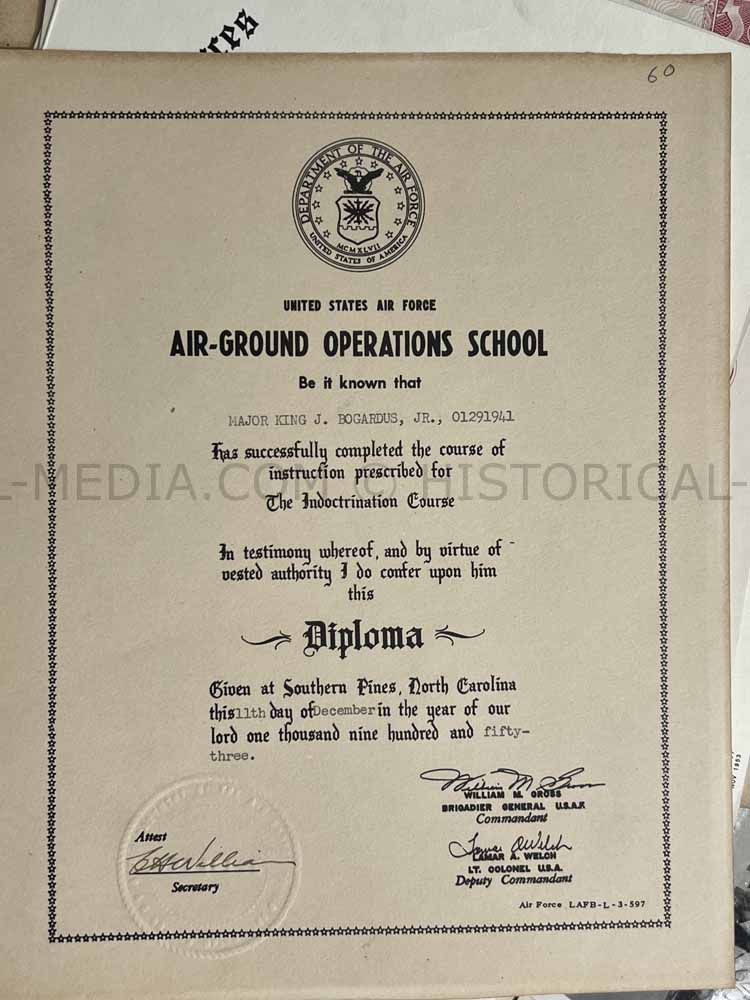 60
DEPARTMENT OF THE AIR FORCE
MCMXLVII
UNITED STATES OF AMERICA
UNITED STATES AIR FORCE
AIR-GROUND OPERATIONS SCHOOL
Be it known that
MAJOR KING J. BOGARDUS, JR., 01291941
Has successfully completed the course of
instruction prescribed for
L-MEDIA.COM © HISTORICAL-
The Indoctrination Course
In testimony whereof, and by virtue of
vested authority I do confer upon him
this
Diploma
Given at Southern Pines, North Carolina
this 11th day of December in the year of our
lord one thousand nine hundred and fifty-
three.
WILLIAM M. GROSS
BRIGADIER GENERAL U.S.A.F.
Commandant
Attest
LAMAR A. WELCH
LT. COLONEL U.S.A.
Secretary
Deputy Commandant
Air Force LAFB-L-3-597